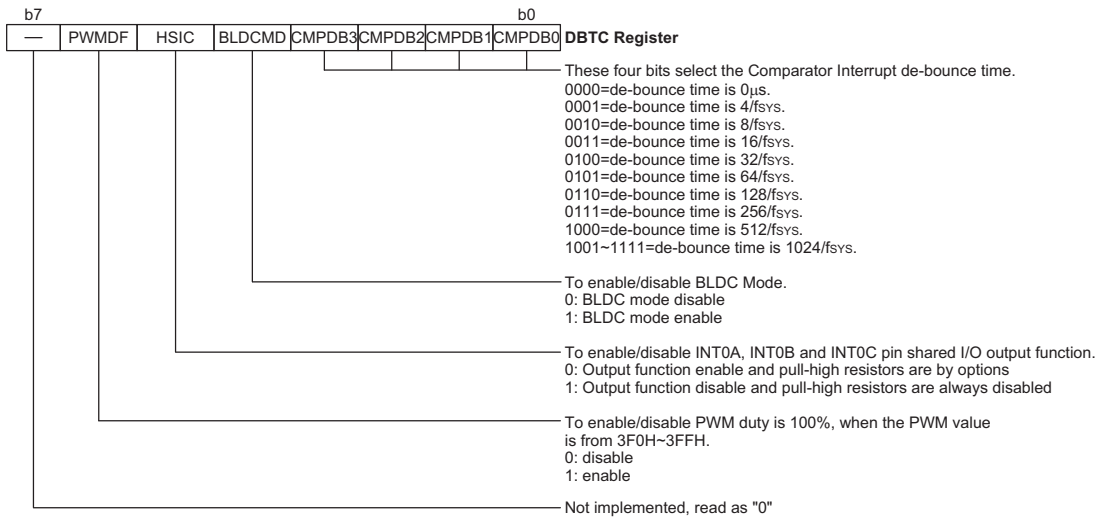 b7 b0
— PWMDF HSIC BLDCMD CMPDB3 CMPDB2 CMPDB1 CMPDB0 DBTC Register
These four bits select the Comparator Interrupt de-bounce time.
0000=de-bounce time is 0μs.
0001=de-bounce time is 4/fSYS.
0010=de-bounce time is 8/fSYS.
0011=de-bounce time is 16/fSYS.
0100=de-bounce time is 32/fSYS.
0101=de-bounce time is 64/fSYS.
0110=de-bounce time is 128/fSYS.
0111=de-bounce time is 256/fSYS.
1000=de-bounce time is 512/fSYS.
1001~1111=de-bounce time is 1024/fSYS.
To enable/disable BLDC Mode.
0: BLDC mode disable
1: BLDC mode enable
To enable/disable INT0A, INT0B and INT0C pin shared I/O output function.
0: Output function enable and pull-high resistors are by options
1: Output function disable and pull-high resistors are always disabled
To enable/disable PWM duty is 100%, when the PWM value
is from 3F0H~3FFH.
0: disable
1: enable
Not implemented, read as "0"